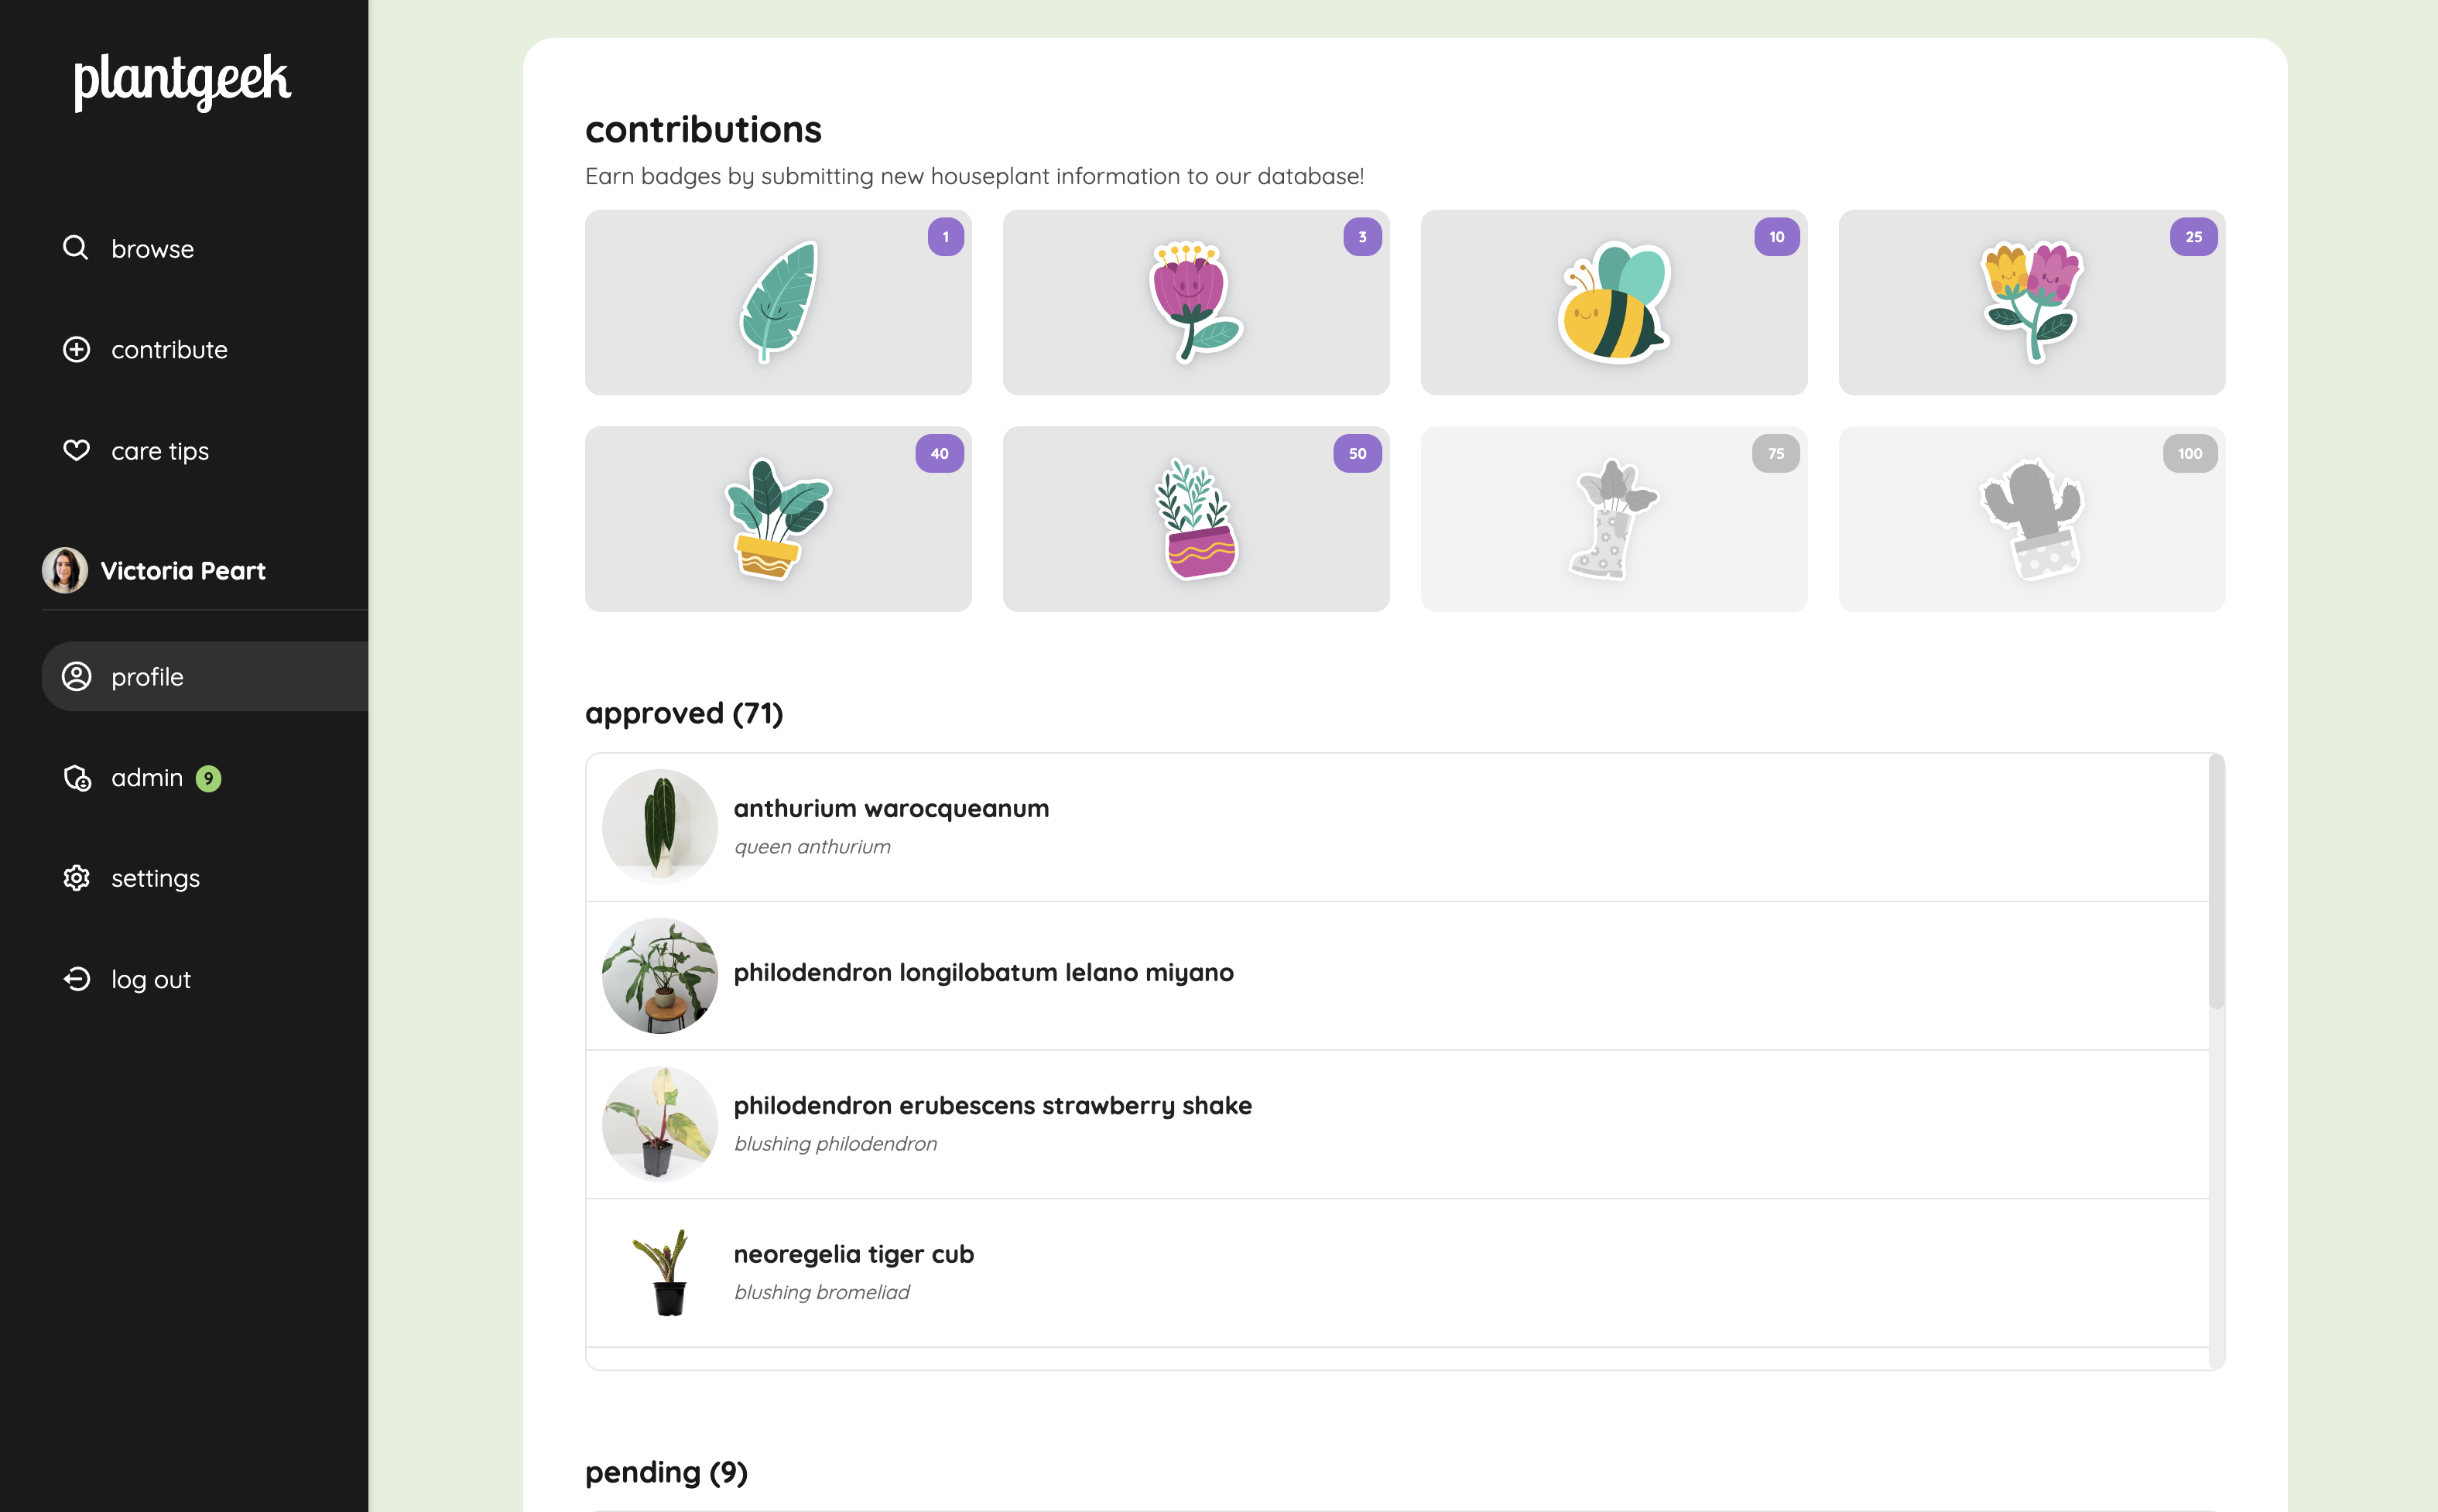 plantgeek
browse
contribute
care tips
Victoria Peart
profile
admin 9
settings
log out
contributions
Earn badges by submitting new houseplant information to our database!
1
3
10
25
40
50
75
100
approved (71)
anthurium warocqueanum
queen anthurium
philodendron longilobatum lelano miyano
philodendron erubescens strawberry shake
blushing philodendron
neoregelia tiger cub
blushing bromeliad
pending (9)